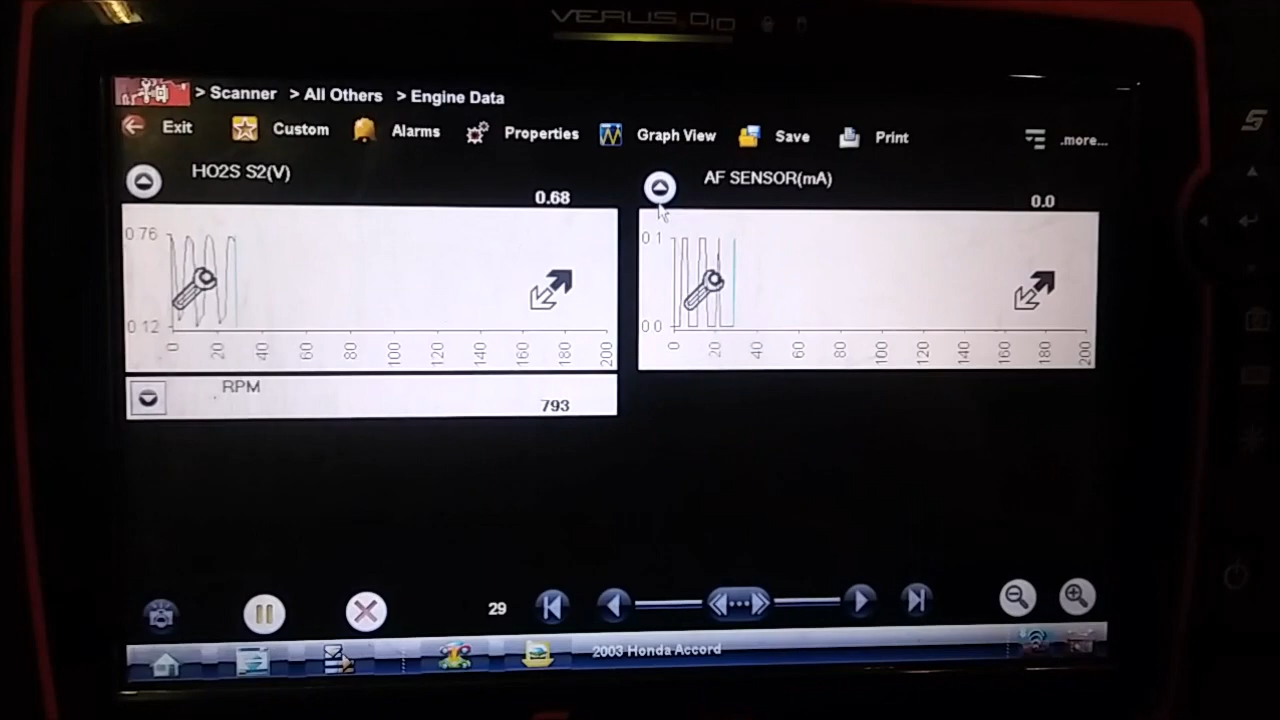 VERUS PRO
> Scanner > All Others > Engine Data
Exit Custom Alarms Properties Graph View Save Print .more...
HO2S S2(V)
0.68
AF SENSOR(mA)
0.0
0.76
0.12
0 20 40 60 80 100 120 140 160 180 200
0.1
0.0
0 20 40 60 80 100 120 140 160 180 200
RPM
793
29
2003 Honda Accord